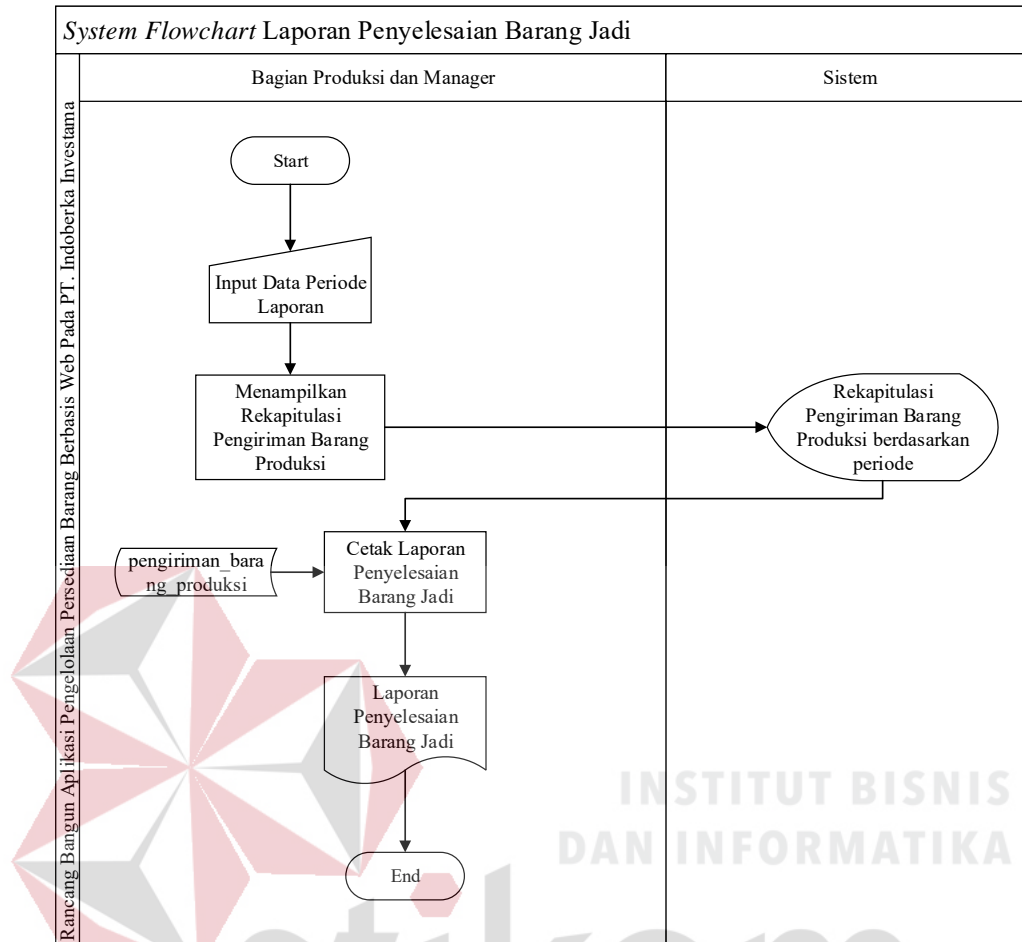 System Flowchart Laporan Penyelesaian Barang Jadi
Bagian Produksi dan Manager
Sistem
Rancang Bangun Aplikasi Pengelolaan Persediaan Barang Berbasis Web Pada PT. Indoberka Investama
Start
Input Data Periode
Laporan
Menampilkan
Rekapitulasi
Pengiriman Barang
Produksi
Rekapitulasi
Pengiriman Barang
Produksi berdasarkan
periode
pengiriman_bara
ng_produksi
Cetak Laporan
Penyelesaian
Barang Jadi
Laporan
Penyelesaian
Barang Jadi
End
INSTITUT BISNIS
DAN INFORMATIKA